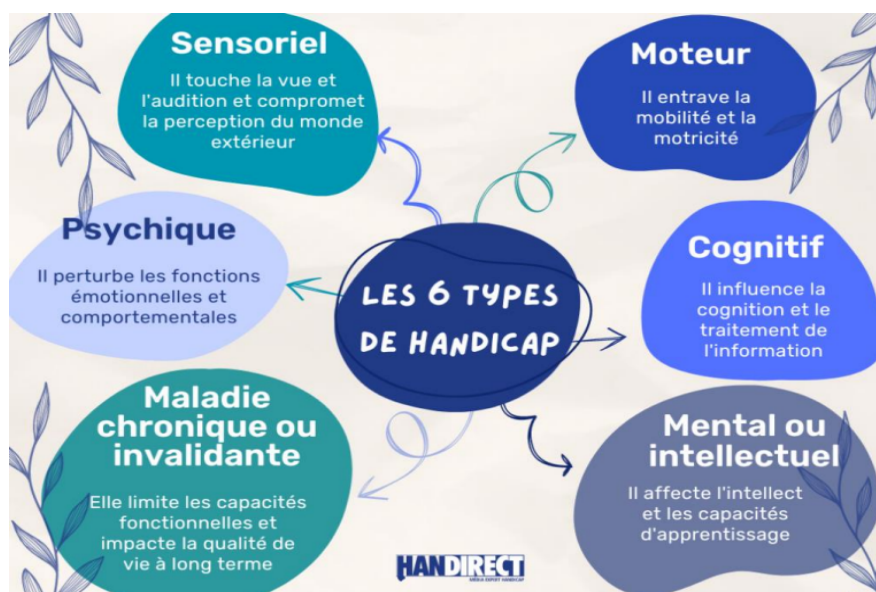 Sensoriel
Il touche la vue et
l'audition et compromet
la perception du monde
extérieur
Moteur
Il entrave la
mobilité et la
motricité
Psychique
Il perturbe les fonctions
émotionnelles et
comportementales
LES 6 TYPES
DE HANDICAP
Cognitif
Il influence la
cognition et le
traitement de
l'information
Maladie
chronique ou
invalidante
Elle limite les capacités
fonctionnelles et
impacte la qualité de
vie à long terme
Mental ou
intellectuel
Il affecte l'intellect
et les capacités
d'apprentissage
HANDIRECT
MÉDIA EXPERT HANDICAP